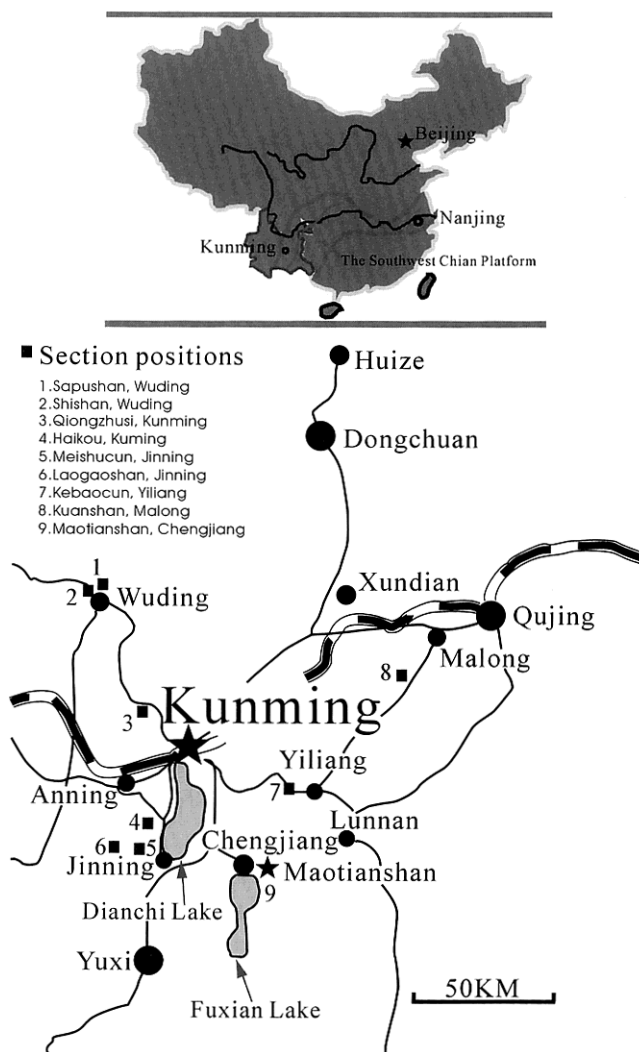 Beijing
Nanjing
Kunming
The Southwest Chian Platform
Section positions
1.Sapushan, Wuding
2.Shishan, Wuding
3.Qiongzhusi, Kunming
4.Haikou, Kuming
5.Meishucun, Jinning
6.Laogaoshan, Jinning
7.Kebaocun, Yiliang
8.Kuanshan, Malong
9.Maotianshan, Chengjiang
Huize
Dongchuan
1
2
Wuding
Xundian
Qujing
Malong
8
3
Kunming
Yiliang
7
Anning
4
Lunnan
Chengjiang
6
5
Jinning
Maotianshan
9
Dianchi Lake
Yuxi
50KM
Fuxian Lake